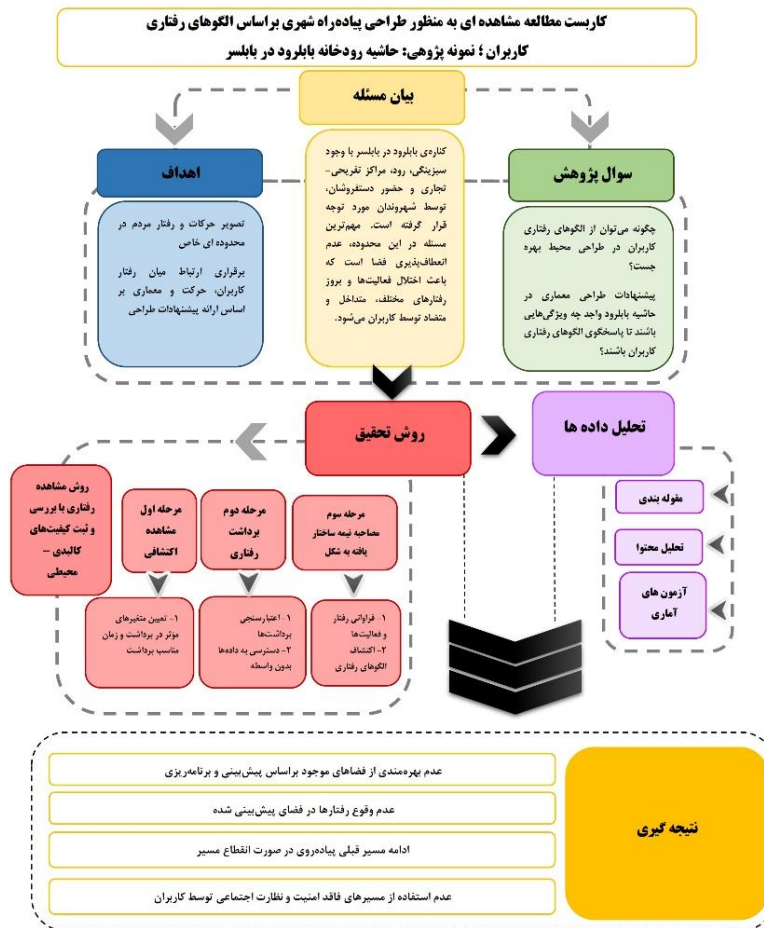 کاربست مطالعه مشاهده ای به منظور طراحی پیاده‌راه شهری براساس الگوهای رفتاری
کاربران ؛ نمونه پژوهی: حاشیه رودخانه بابلرود در بابلسر
بیان مسئله
کناره‌ی بابلرود در بابلسر با وجود
سبزینگی، رود، مراکز تفریحی-
تجاری و حضور دستفروشان،
توسط شهروندان مورد توجه
قرار گرفته است. مهم‌ترین
مسئله در این محدوده، عدم
انعطاف‌پذیری فضا است که
باعث اختلال فعالیت‌ها و بروز
رفتارهای مختلف، متداخل و
متضاد توسط کاربران می‌شود.
سوال پژوهش
چگونه می‌توان از الگوهای رفتاری
کاربران در طراحی محیط بهره
جست؟
پیشنهادات طراحی معماری در
حاشیه بابلرود واجد چه ویژگی‌هایی
باشند تا پاسخگوی الگوهای رفتاری
کاربران باشند؟
اهداف
تصویر حرکات و رفتار مردم در
محدوده ای خاص
برقراری ارتباط میان رفتار
کاربران، حرکت و معماری بر
اساس ارائه پیشنهادات طراحی
روش تحقیق
تحلیل داده ها
مقوله بندی
تحلیل محتوا
آزمون های
آماری
روش مشاهده
رفتاری با بررسی
و ثبت کیفیت‌های
کالبدی –
محیطی
مرحله اول
مشاهده
اکتشافی
۱- تعیین متغیرهای
مؤثر در برداشت و زمان
مناسب برداشت
مرحله دوم
برداشت
رفتاری
۱- اعتبارسنجی
برداشت‌ها
۲- دسترسی به داده‌ها
بدون واسطه
مرحله سوم
مصاحبه نیمه ساختار
یافته به شکل
۱- فراوانی رفتار
و فعالیت‌ها
۲- اکتشاف
الگوهای رفتاری
نتیجه گیری
عدم بهره‌مندی از فضاهای موجود براساس پیش‌بینی و برنامه‌ریزی
عدم وقوع رفتارها در فضای پیش‌بینی شده
ادامه مسیر قبلی پیاده‌روی در صورت انقطاع مسیر
عدم استفاده از مسیرهای فاقد امنیت و نظارت اجتماعی توسط کاربران